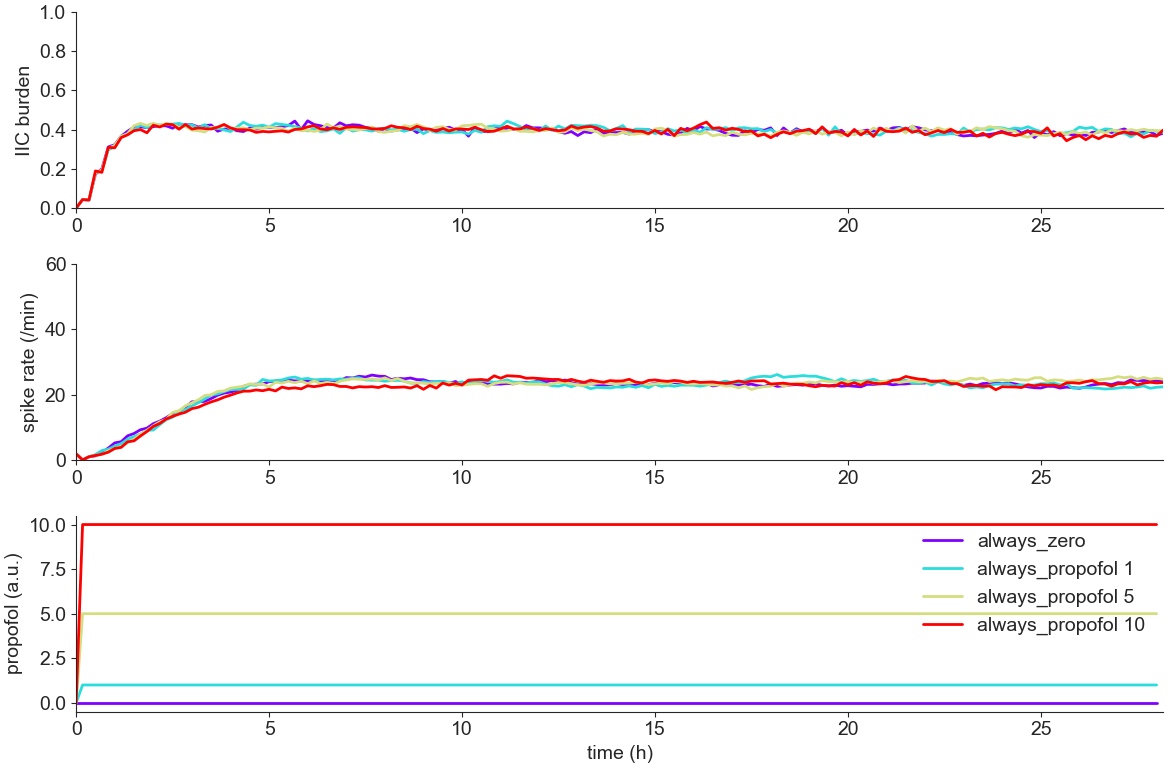 IIC burden
1.0
0.8
0.6
0.4
0.2
0.0
0 5 10 15 20 25
spike rate (/min)
60
40
20
0
0 5 10 15 20 25
propofol (a.u.)
10.0
7.5
5.0
2.5
0.0
always_zero
always_propofol 1
always_propofol 5
always_propofol 10
0 5 10 15 20 25
time (h)